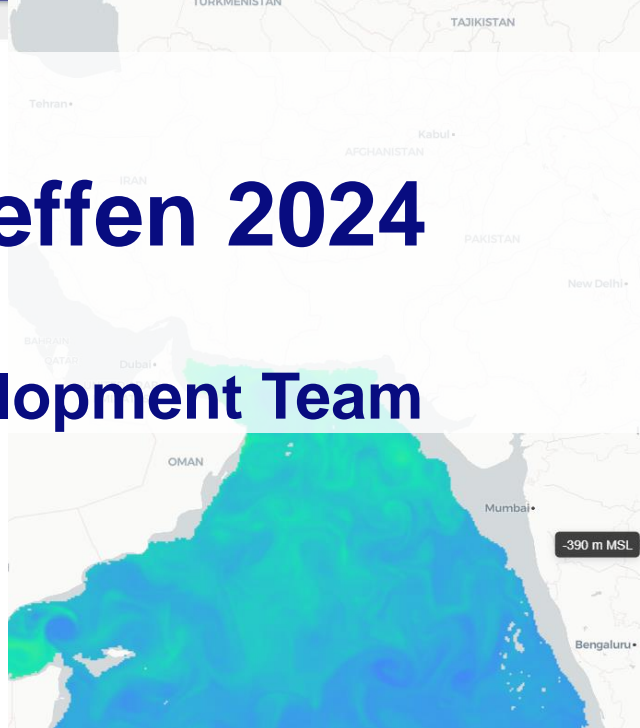 TURKMENISTAN
TAJIKISTAN
Tehran
Kabul
AFGHANISTAN
IRAN
effen 2024
PAKISTAN
New Delhi
BAHRAIN
QATAR
Dubai
lopment Team
OMAN
Mumbai
-390 m MSL
Bengaluru